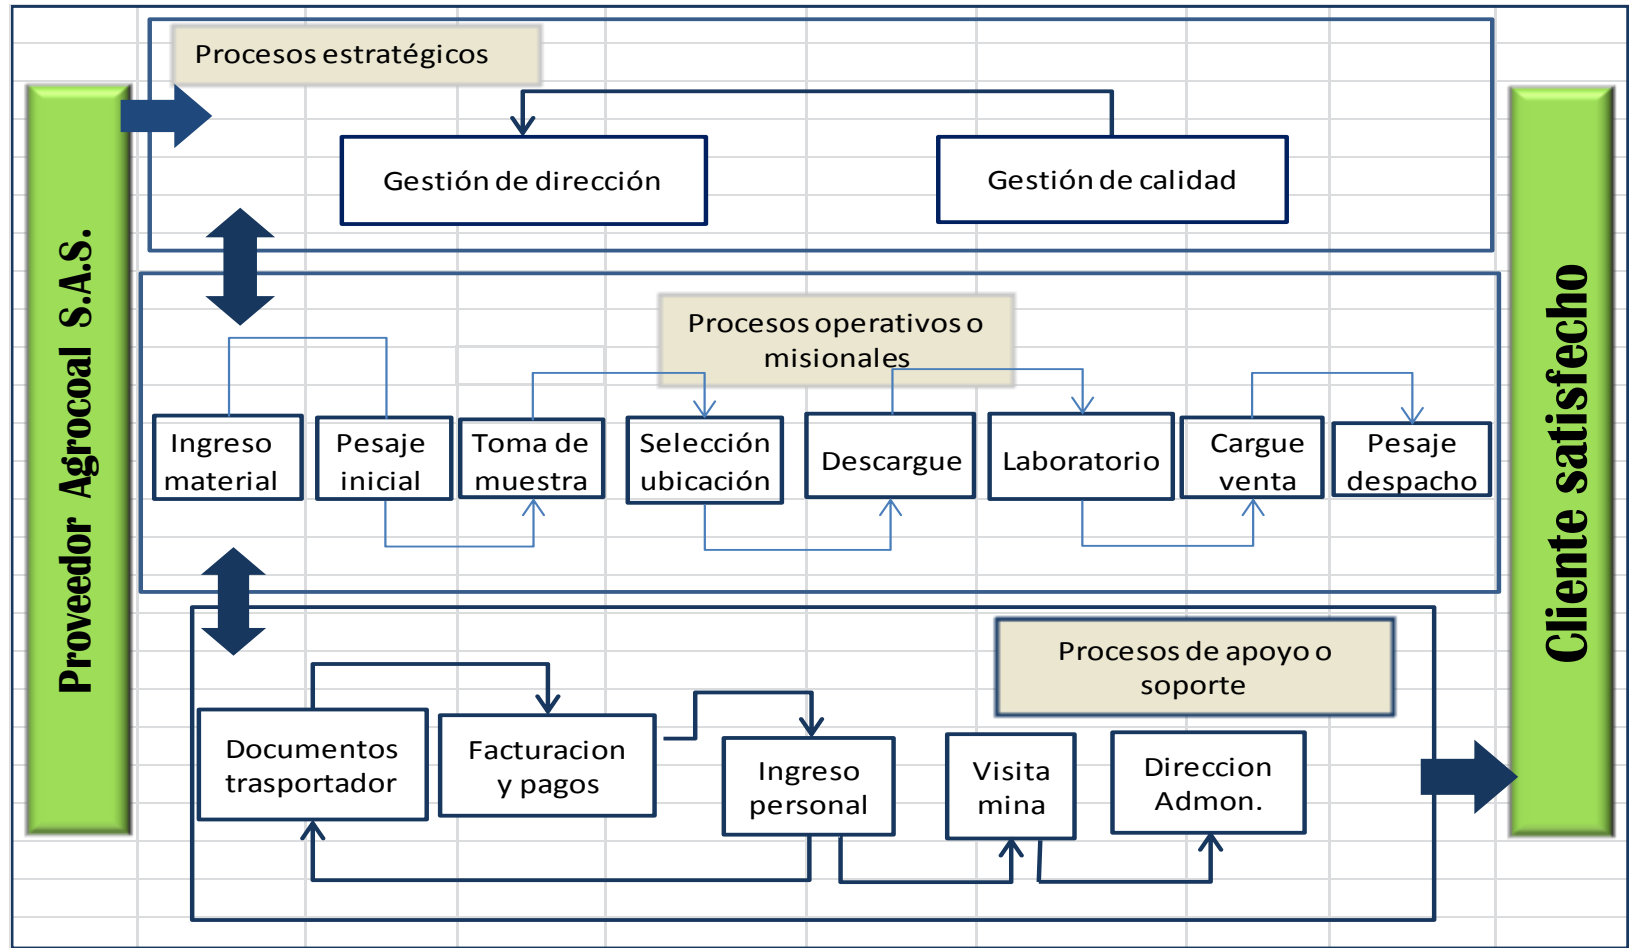 Proveedor Agrocoal S.A.S.
Procesos estratégicos
Gestión de dirección
Gestión de calidad
Procesos operativos o
misionales
Ingreso
material
Pesaje
inicial
Toma de
muestra
Selección
ubicación
Descargue
Laboratorio
Cargue
venta
Pesaje
despacho
Procesos de apoyo o
soporte
Documentos
trasportador
Facturacion
y pagos
Ingreso
personal
Visita
mina
Direccion
Admon.
Cliente satisfecho